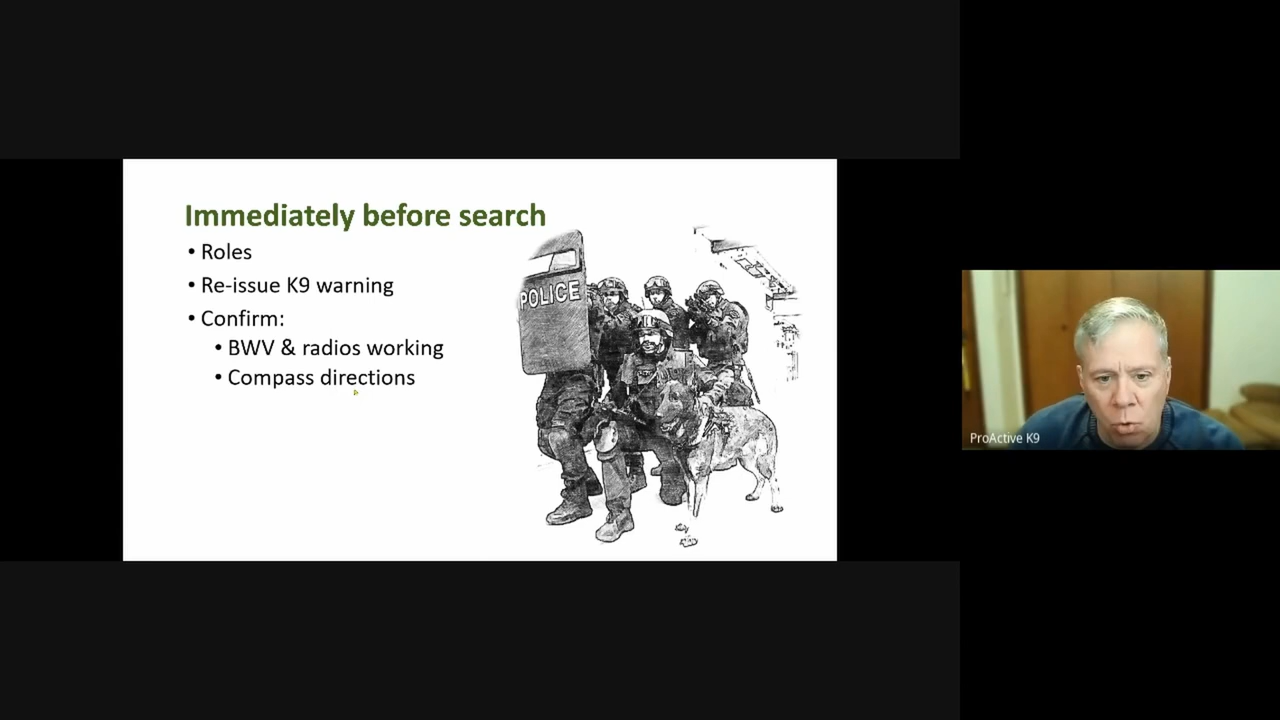 Immediately before search
• Roles
• Re-issue K9 warning
• Confirm:
• BWV & radios working
• Compass directions
POLICE
ProActive K9